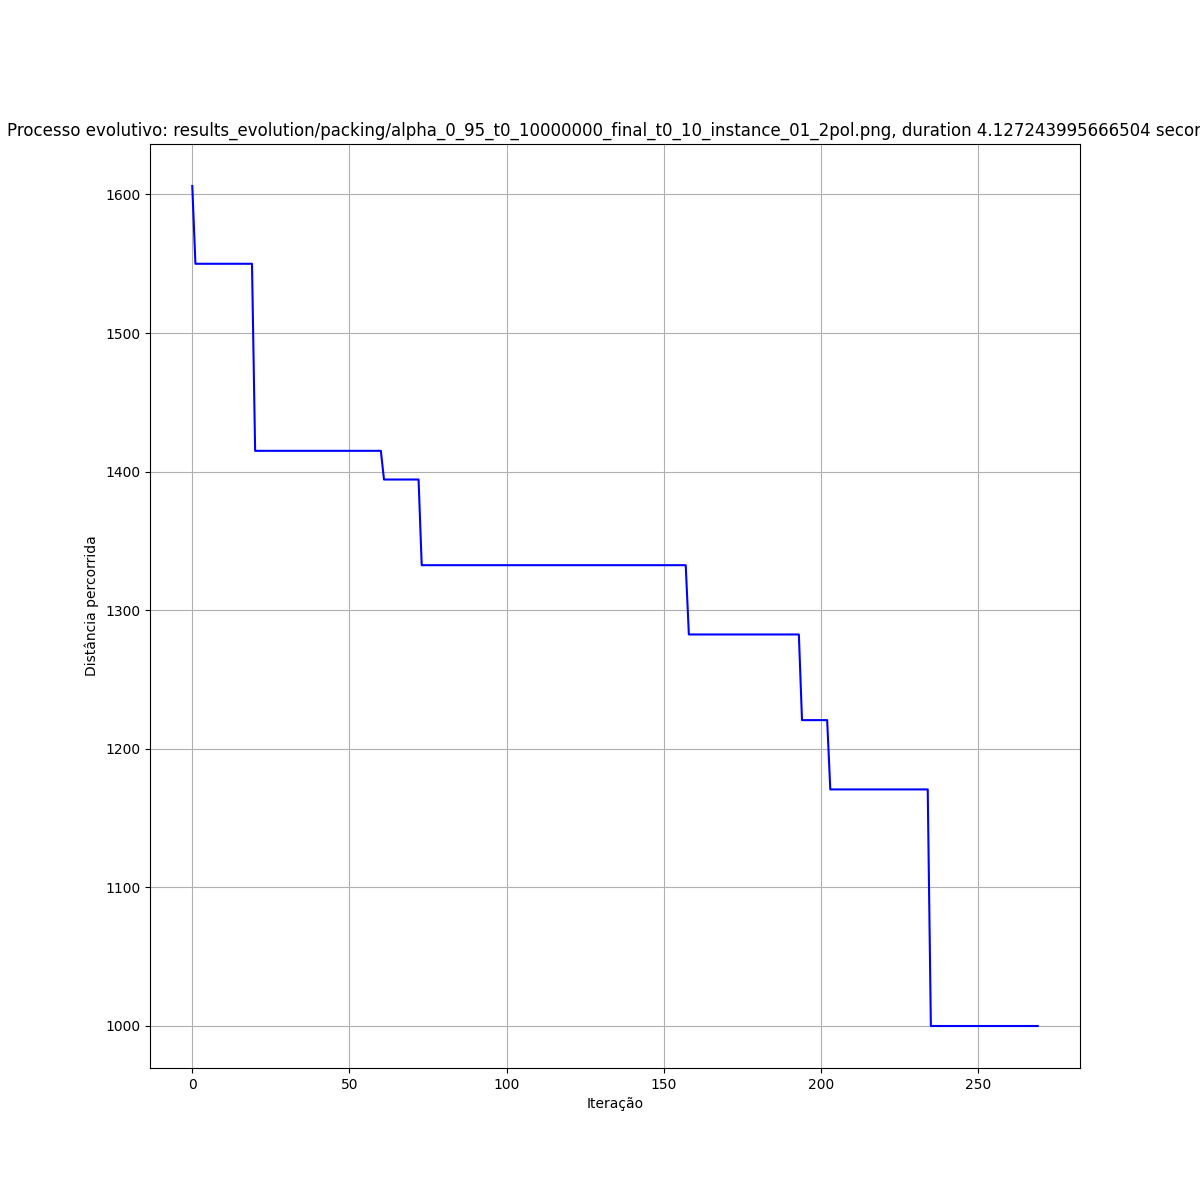 Processo evolutivo: results_evolution/packing/alpha_0_95_t0_10000000_final_t0_10_instance_01_2pol.png, duration 4.127243995666504 secor
1600
1500
1400
1300
1200
1100
1000
Distância percorrida
0 50 100 150 200 250
Iteração